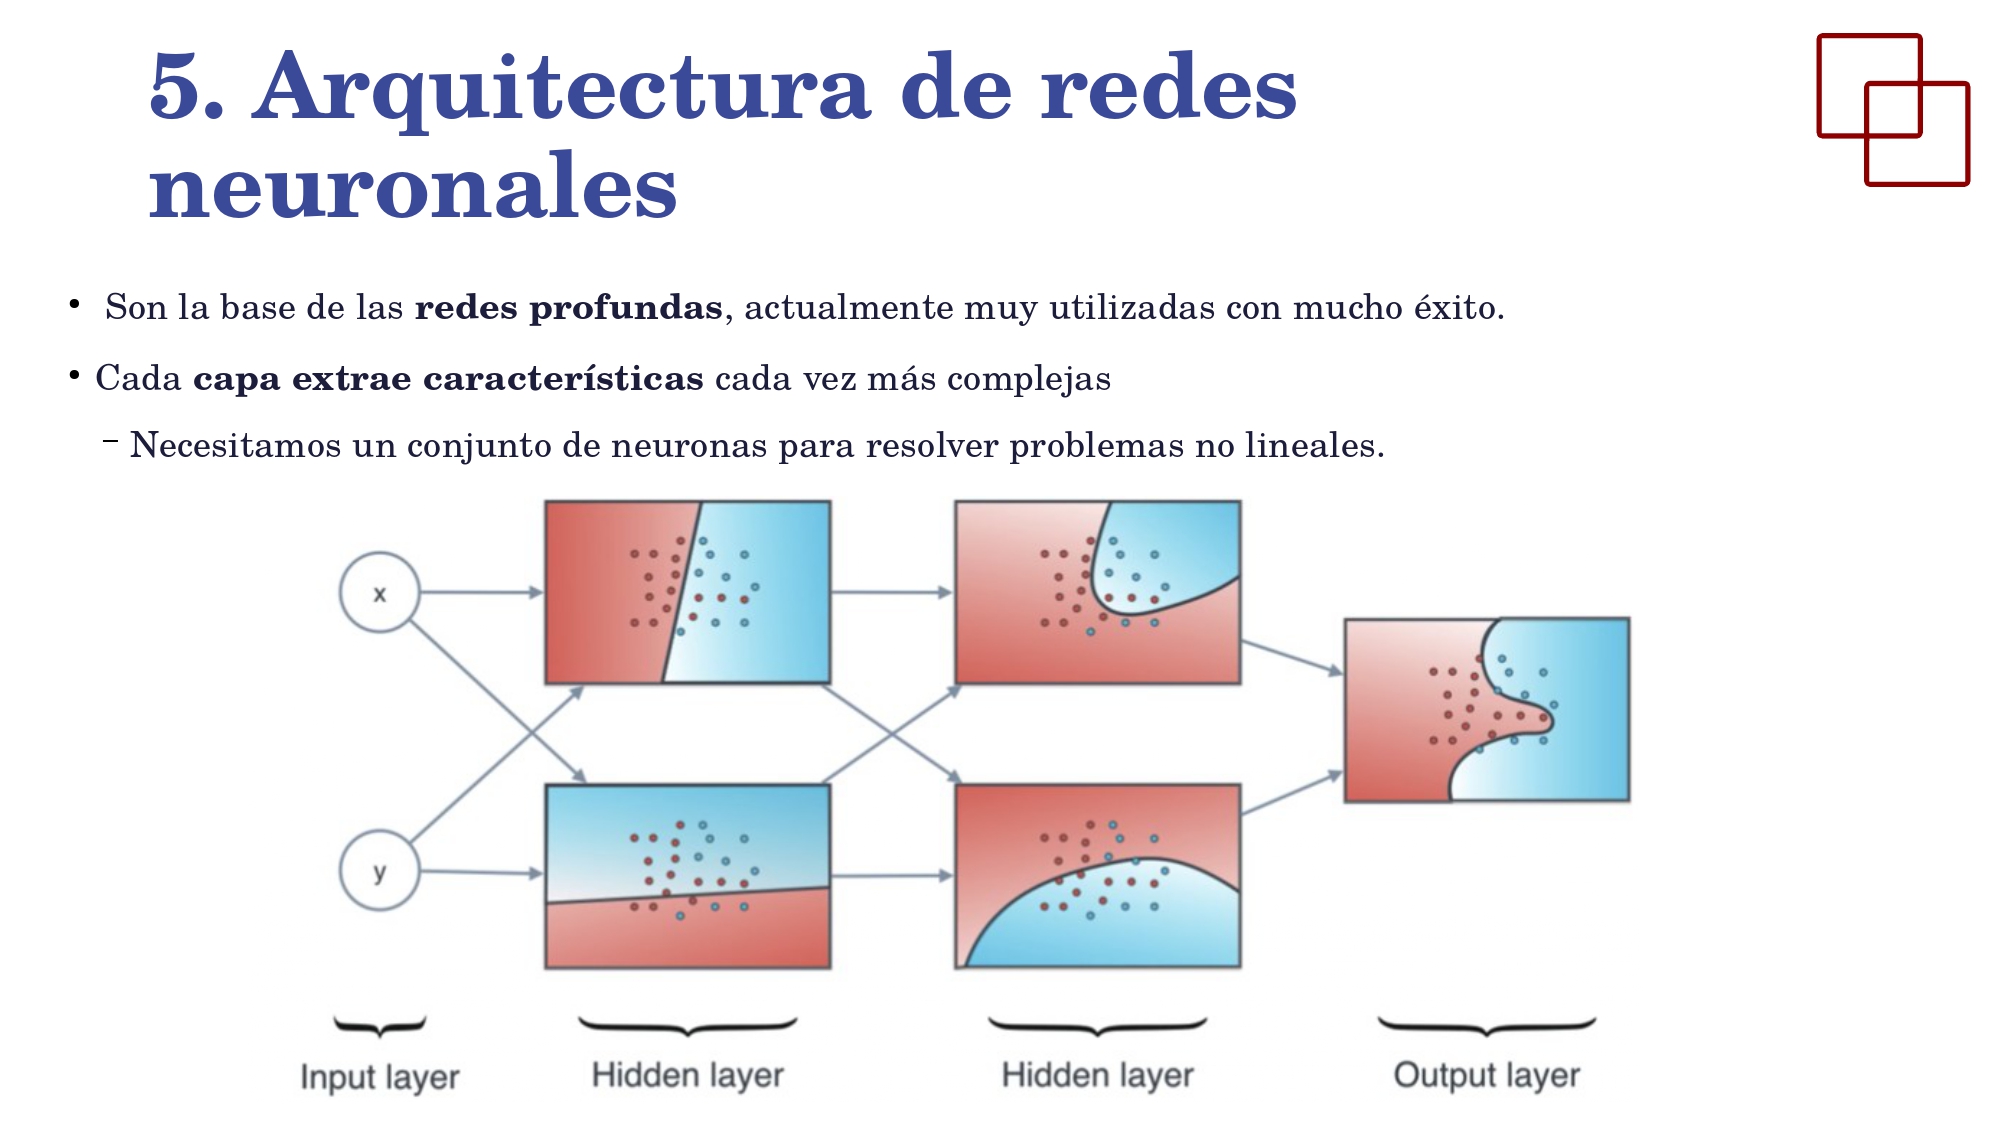 5. Arquitectura de redes
neuronales
• Son la base de las redes profundas, actualmente muy utilizadas con mucho éxito.
• Cada capa extrae características cada vez más complejas
– Necesitamos un conjunto de neuronas para resolver problemas no lineales.
x
y
Input layer
Hidden layer
Hidden layer
Output layer